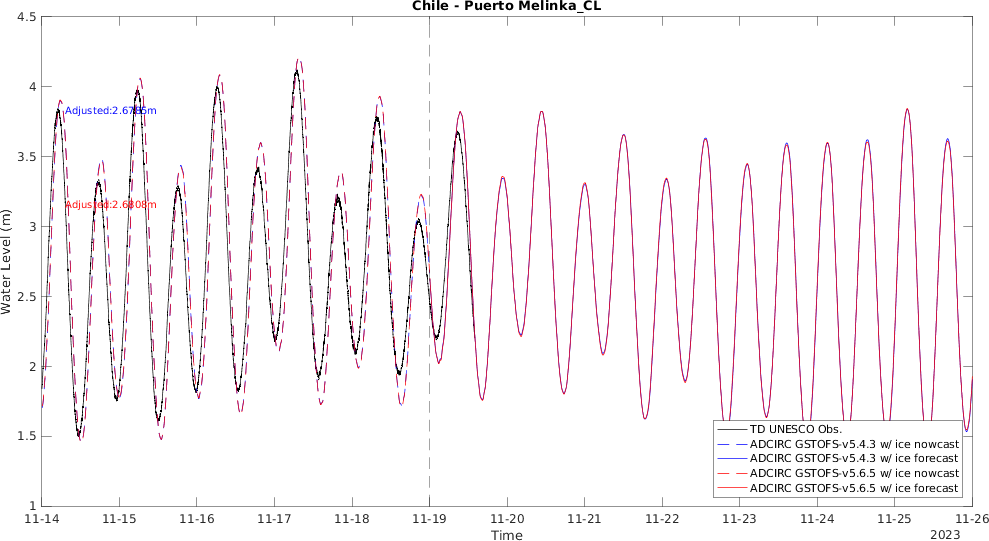 Chile - Puerto Melinka_CL
4.5
4
3.5
3
2.5
2
1.5
1
Water Level (m)
Adjusted:2.6785m
Adjusted:2.6808m
TD UNESCO Obs.
ADCIRC GSTOFS-v5.4.3 w/ ice nowcast
ADCIRC GSTOFS-v5.4.3 w/ ice forecast
ADCIRC GSTOFS-v5.6.5 w/ ice nowcast
ADCIRC GSTOFS-v5.6.5 w/ ice forecast
11-14 11-15 11-16 11-17 11-18 11-19 11-20 11-21 11-22 11-23 11-24 11-25 11-26
Time
2023